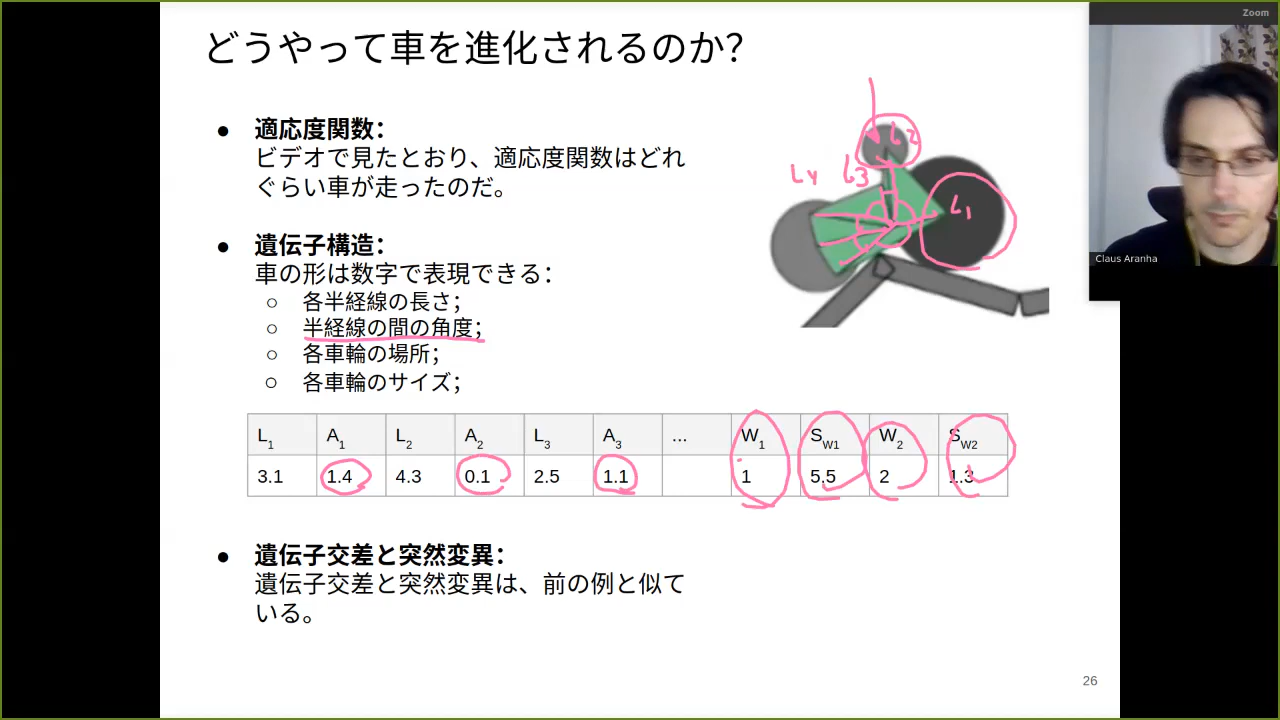 Zoom
どうやって車を進化されるのか?
● 適応度関数:
ビデオで見たとおり、適応度関数はどれ
ぐらい車が走ったのだ。
L2
L4 L3
L1
Claus Aranha
● 遺伝子構造:
車の形は数字で表現できる:
○ 各半経線の長さ;
○ 半経線の間の角度;
○ 各車輪の場所;
○ 各車輪のサイズ;
L1 A1 L2 A2 L3 A3 ... W1 SW1 W2 SW2
3.1 1.4 4.3 0.1 2.5 1.1 1 5.5 2 1.3
● 遺伝子交差と突然変異:
遺伝子交差と突然変異は、前の例と似て
いる。
26